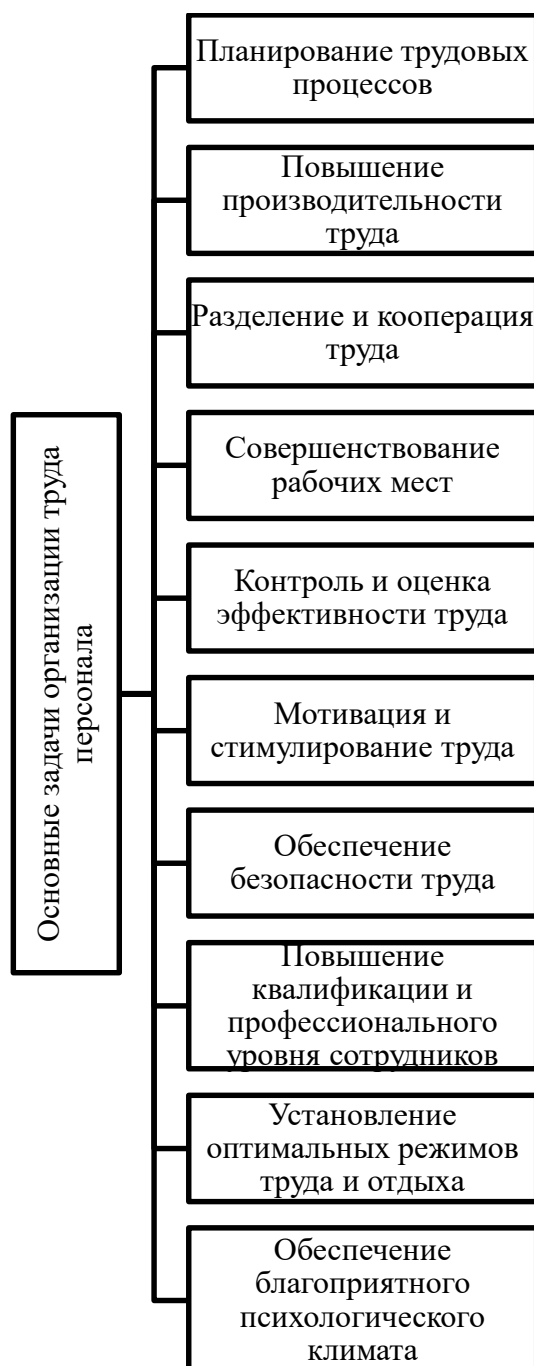 Основные задачи организации труда
персонала
Планирование трудовых
процессов
Повышение
производительности
труда
Разделение и кооперация
труда
Совершенствование
рабочих мест
Контроль и оценка
эффективности труда
Мотивация и
стимулирование труда
Обеспечение
безопасности труда
Повышение
квалификации и
профессионального
уровня сотрудников
Установление
оптимальных режимов
труда и отдыха
Обеспечение
благоприятного
психологического
климата